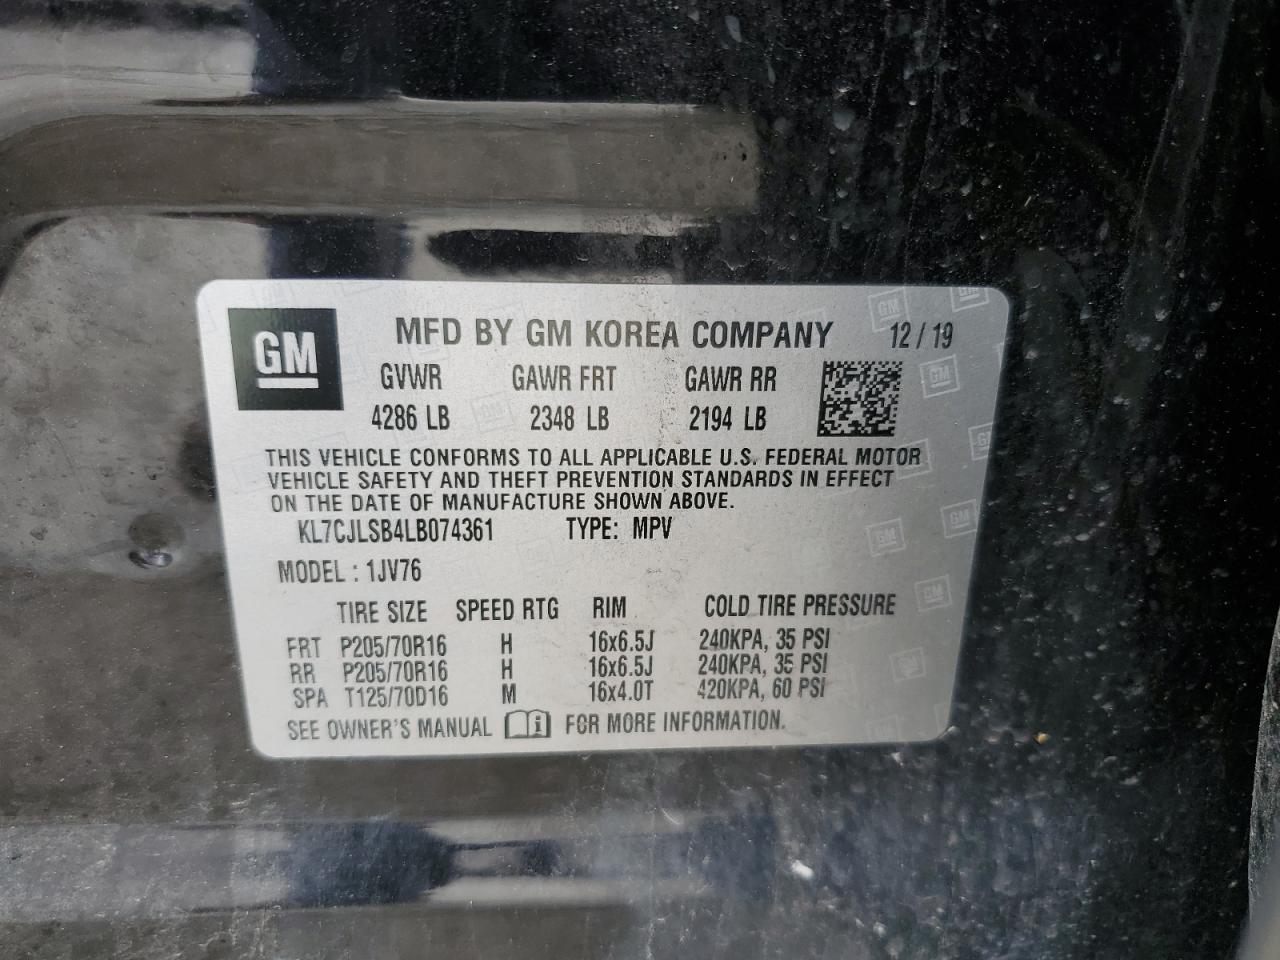 GM MFD BY GM KOREA COMPANY 12/19
GVWR GAWR FRT GAWR RR
4286 LB 2348 LB 2194 LB
THIS VEHICLE CONFORMS TO ALL APPLICABLE U.S. FEDERAL MOTOR
VEHICLE SAFETY AND THEFT PREVENTION STANDARDS IN EFFECT
ON THE DATE OF MANUFACTURE SHOWN ABOVE.
KL7CJLSB4LB074361 TYPE: MPV
MODEL : 1JV76
TIRE SIZE SPEED RTG RIM COLD TIRE PRESSURE
FRT P205/70R16 H 16x6.5J 240KPA, 35 PSI
RR P205/70R16 H 16x6.5J 240KPA, 35 PSI
SPA T125/70D16 M 16x4.0T 420KPA, 60 PSI
SEE OWNER'S MANUAL FOR MORE INFORMATION.